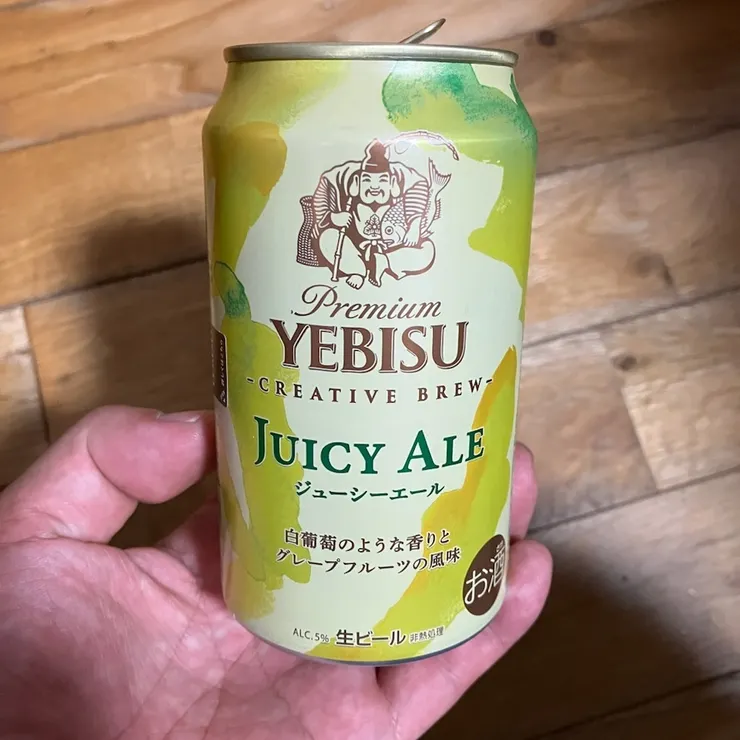 Premium
YEBISU
-CREATIVE BREW-
JUICY ALE
ジューシーエール
白葡萄のような香りと
グレープフルーツの風味
お酒
ALC.5% 生ビール 非熱処理